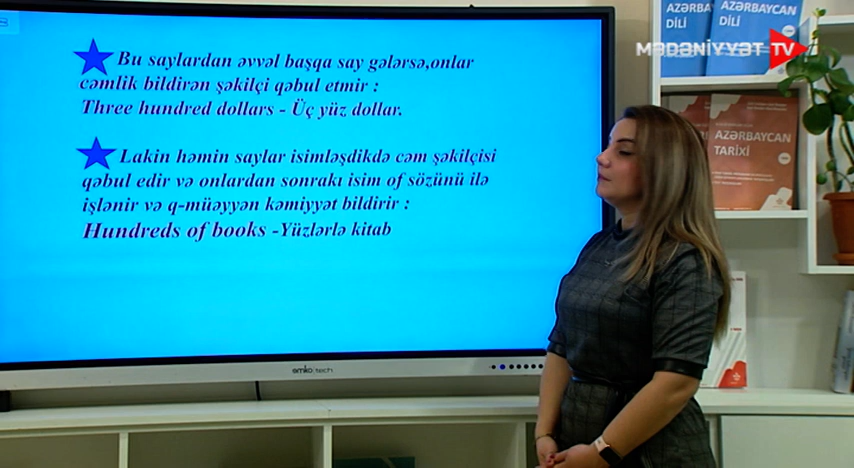 Bu saylardan əvvəl başqa say gələrsə,onlar
cəmlik bildirən şəkilçi qəbul etmir :
Three hundred dollars - Üç yüz dollar.
Lakin həmin saylar isimləşdikdə cəm şəkilçisi
qəbul edir və onlardan sonrakı isim of sözünü ilə
işlənir və q-müəyyən kəmiyyət bildirir :
Hundreds of books -Yüzlərlə kitab
emko|tech
AZƏRBAYCAN
DİLİ
AZƏRBAYCAN
DİLİ
MƏDƏNİYYƏT TV
AZƏRBAYCAN
TARİXİ